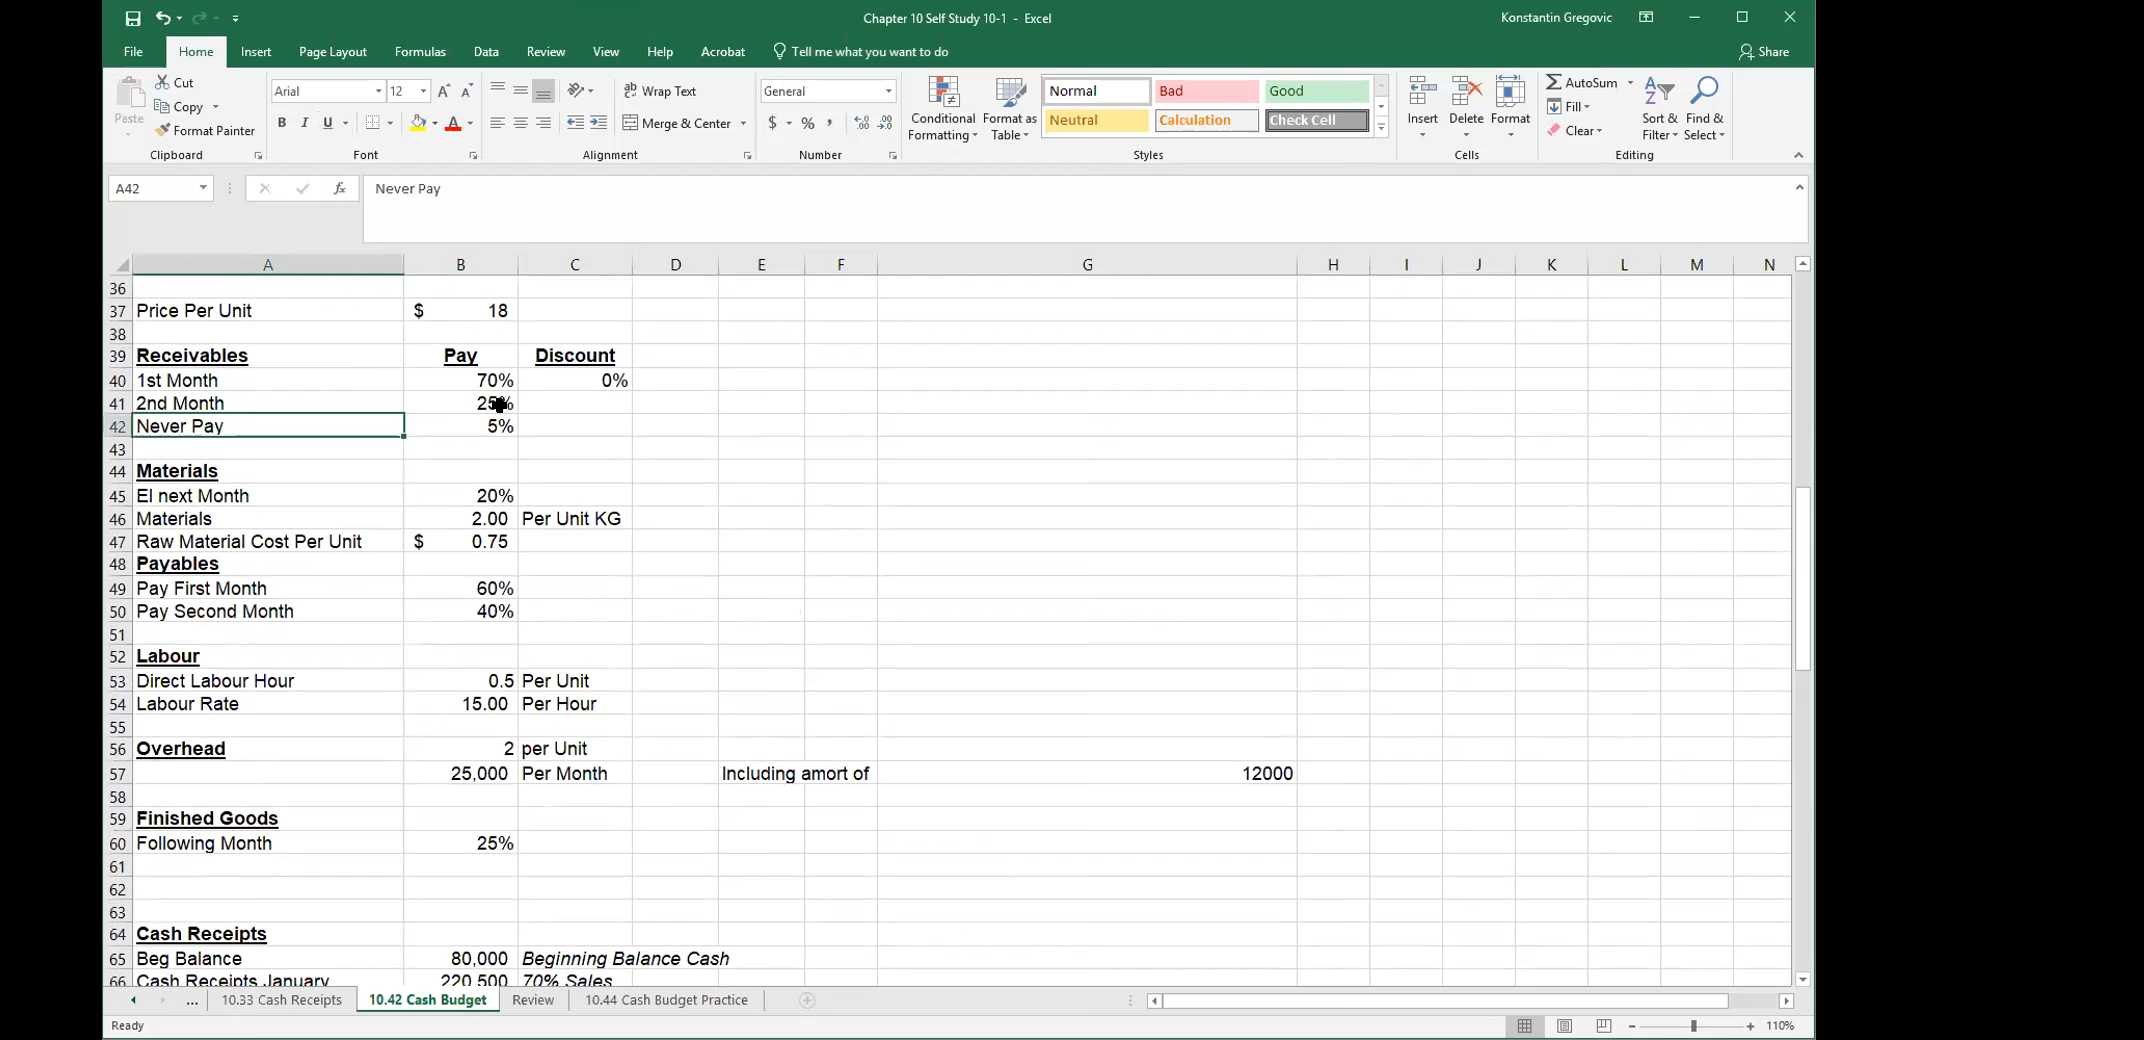 Chapter 10 Self Study 10-1 - Excel
Konstantin Gregovic
File Home Insert Page Layout Formulas Data Review View Help Acrobat Tell me what you want to do Share
Cut
Copy
Format Painter
Paste
Clipboard
Arial 12
B I U
Font
Wrap Text
Merge & Center
Alignment
General
$ % ,
Number
Conditional Formatting
Format as Table
Normal Bad Good
Neutral Calculation Check Cell
Styles
Insert Delete Format
Cells
AutoSum
Fill
Clear
Sort & Filter
Find & Select
Editing
A42 fx Never Pay
A B C D E F G H I J K L M N
36
37 Price Per Unit $ 18
38
39 Receivables Pay Discount
40 1st Month 70% 0%
41 2nd Month 25%
42 Never Pay 5%
43
44 Materials
45 EI next Month 20%
46 Materials 2.00 Per Unit KG
47 Raw Material Cost Per Unit $ 0.75
48 Payables
49 Pay First Month 60%
50 Pay Second Month 40%
51
52 Labour
53 Direct Labour Hour 0.5 Per Unit
54 Labour Rate 15.00 Per Hour
55
56 Overhead 2 per Unit
57 25,000 Per Month Including amort of 12000
58
59 Finished Goods
60 Following Month 25%
61
62
63
64 Cash Receipts
65 Beg Balance 80,000 Beginning Balance Cash
66 Cash Receipts January 220,500 70% Sales
... 10.33 Cash Receipts 10.42 Cash Budget Review 10.44 Cash Budget Practice
Ready 110%